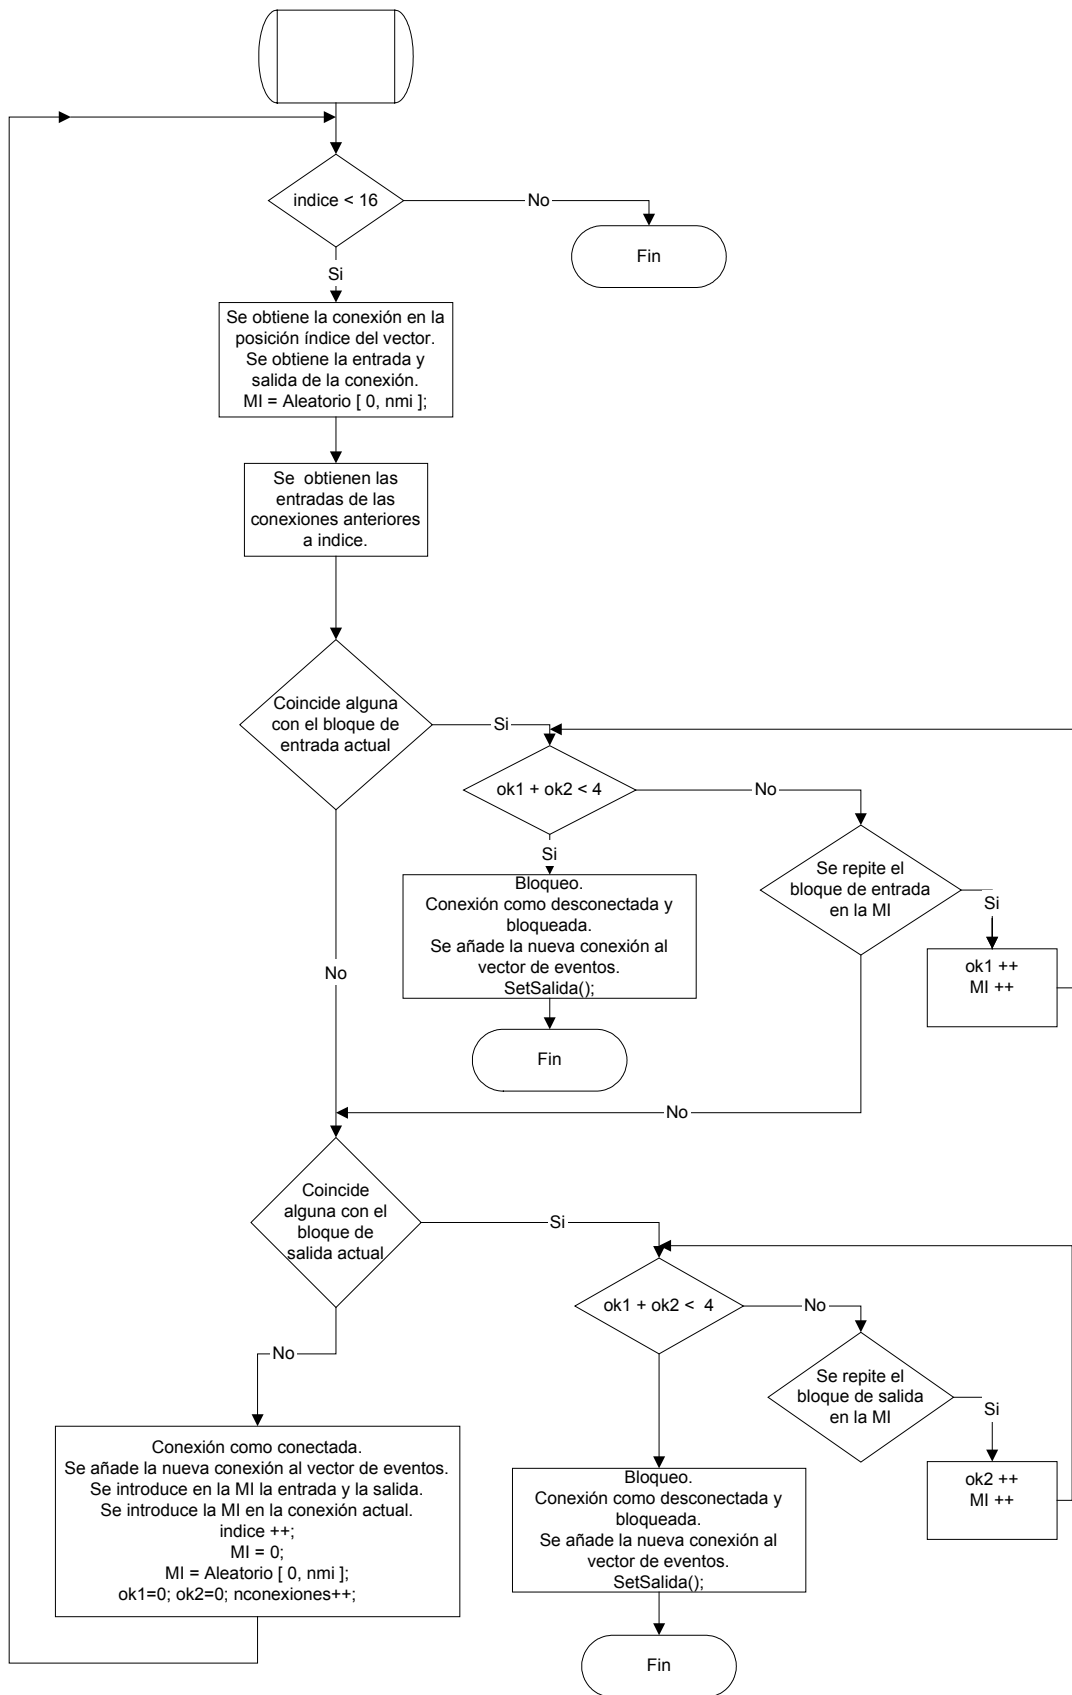 indice < 16
No
Fin
Si
Se obtiene la conexión en la
posición índice del vector.
Se obtiene la entrada y
salida de la conexión.
MI = Aleatorio [ 0, nmi ];
Se obtienen las
entradas de las
conexiones anteriores
a indice.
Coincide alguna
con el bloque de
entrada actual
Si
ok1 + ok2 < 4
No
Si
Se repite el
bloque de entrada
en la MI
Si
Bloqueo.
Conexión como desconectada y
bloqueada.
Se añade la nueva conexión al
vector de eventos.
SetSalida();
ok1 ++
MI ++
No
Fin
No
Coincide
alguna con el
bloque de
salida actual
Si
ok1 + ok2 < 4
No
Se repite el
bloque de salida
en la MI
Si
No
Conexión como conectada.
Se añade la nueva conexión al vector de eventos.
Se introduce en la MI la entrada y la salida.
Se introduce la MI en la conexión actual.
indice ++;
MI = 0;
MI = Aleatorio [ 0, nmi ];
ok1=0; ok2=0; nconexiones++;
Bloqueo.
Conexión como desconectada y
bloqueada.
Se añade la nueva conexión al
vector de eventos.
SetSalida();
ok2 ++
MI ++
Fin